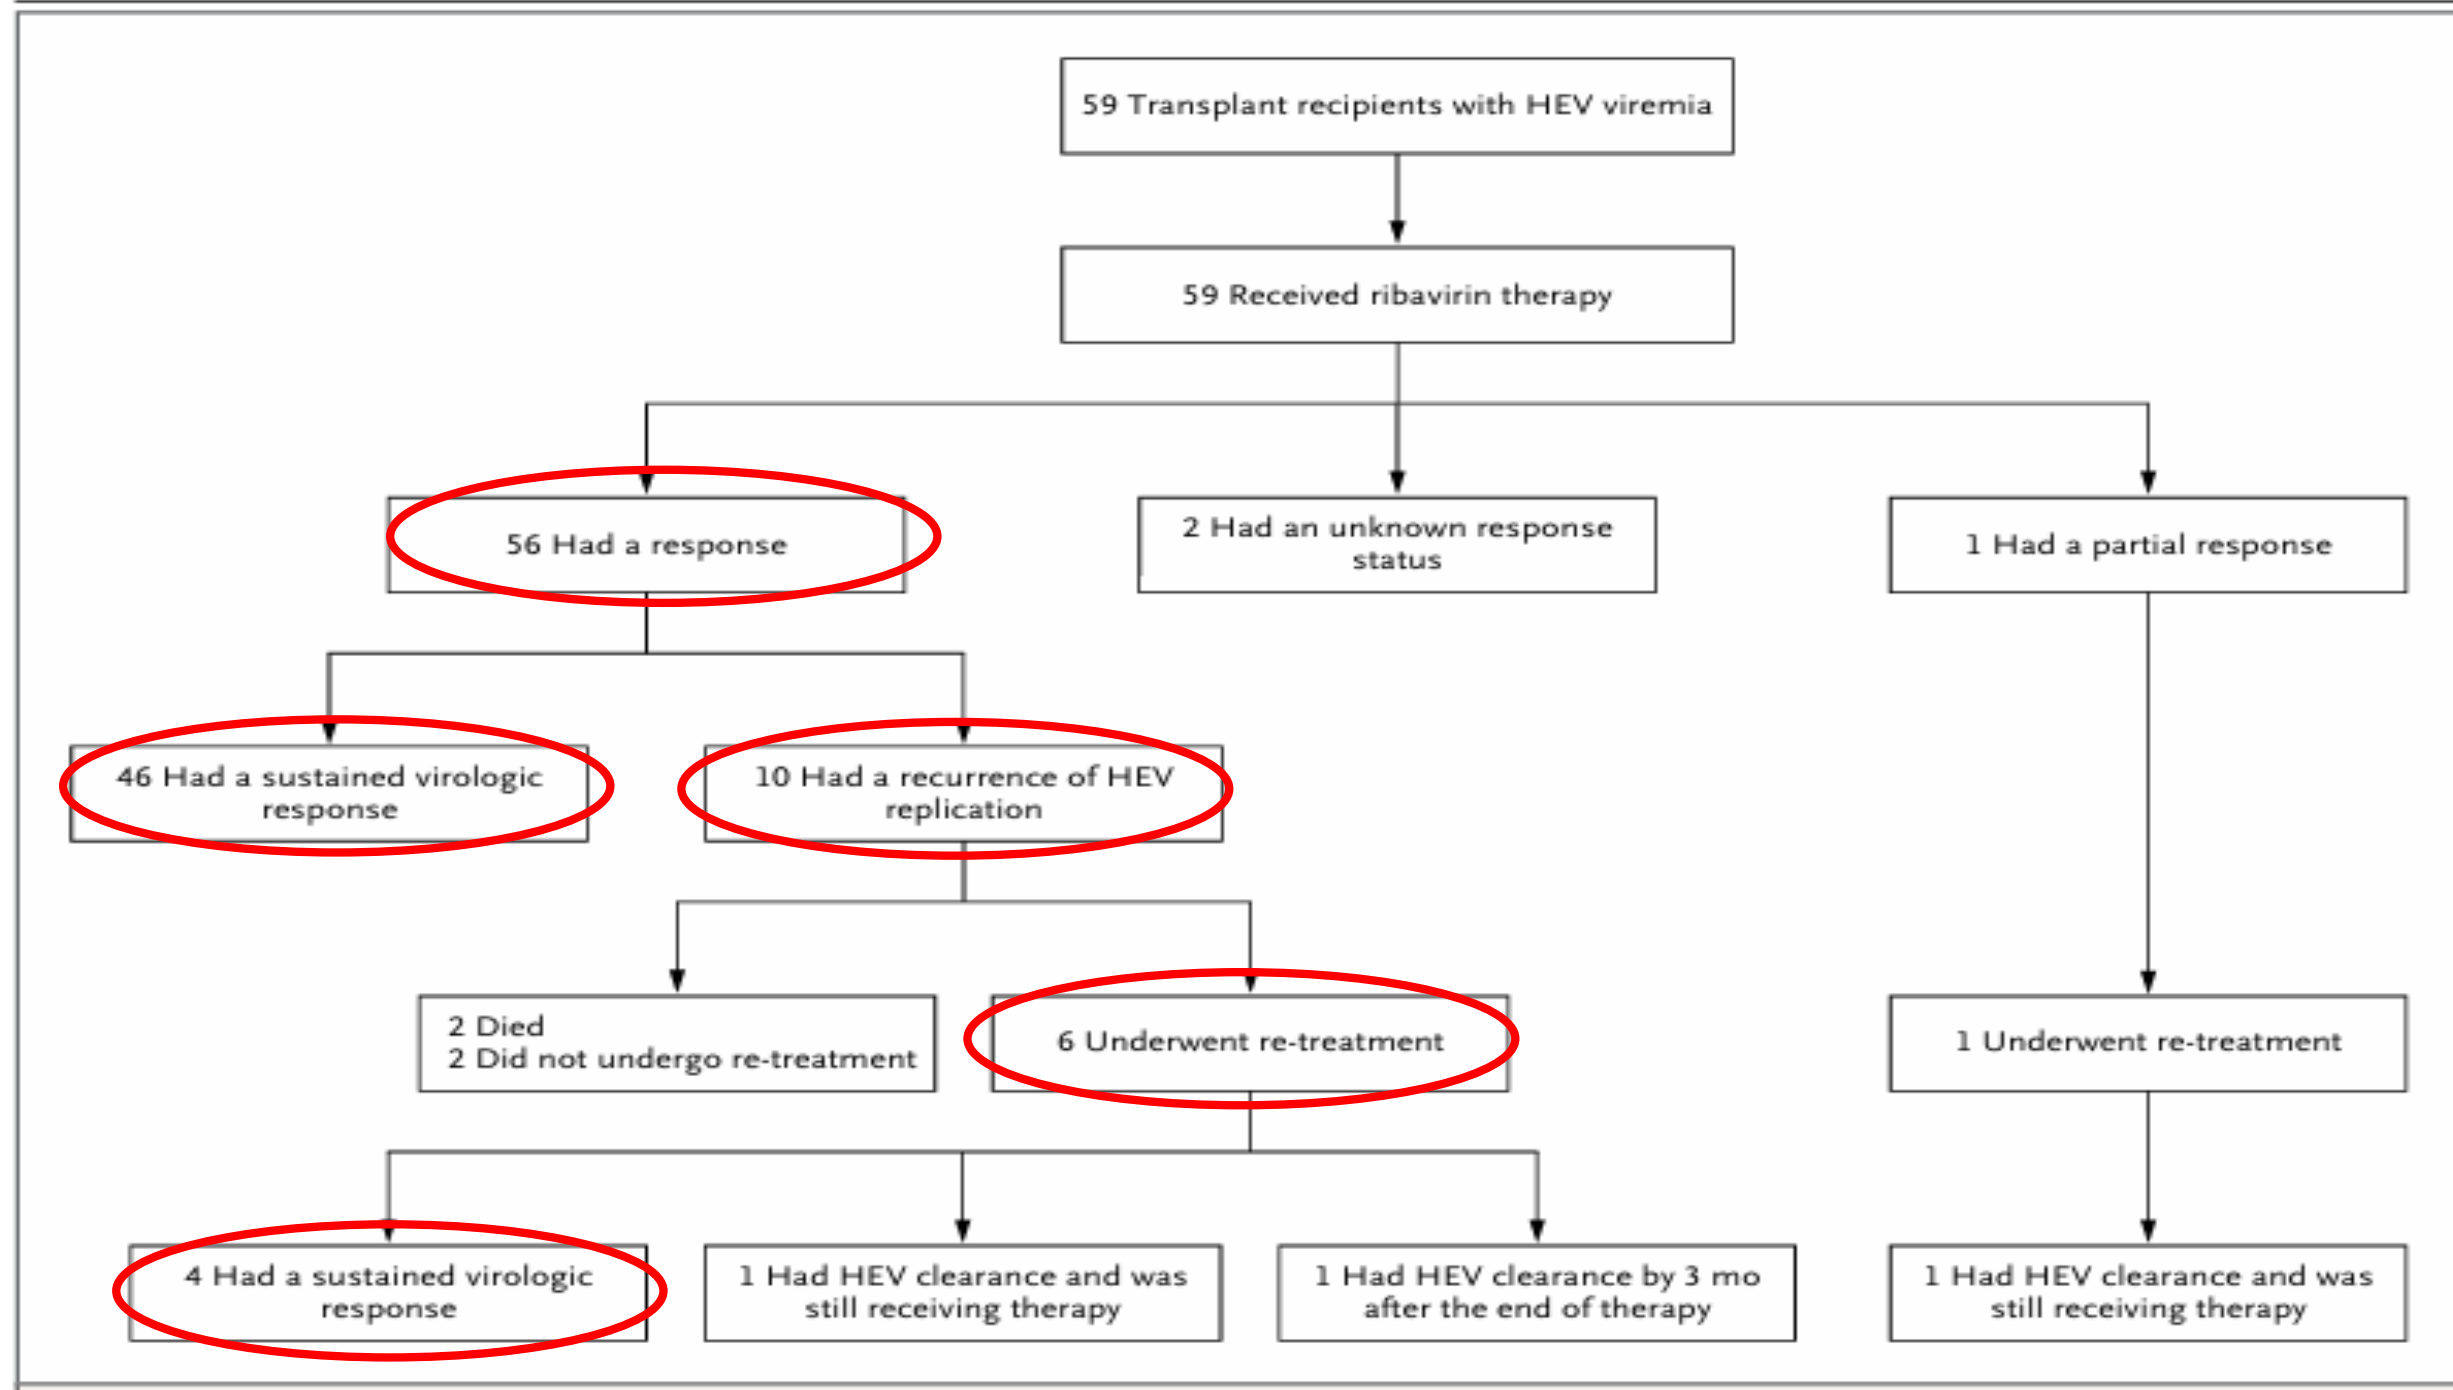 59 Transplant recipients with HEV viremia
59 Received ribavirin therapy
56 Had a response
2 Had an unknown response
status
1 Had a partial response
46 Had a sustained virologic
response
10 Had a recurrence of HEV
replication
2 Died
2 Did not undergo re-treatment
6 Underwent re-treatment
1 Underwent re-treatment
4 Had a sustained virologic
response
1 Had HEV clearance and was
still receiving therapy
1 Had HEV clearance by 3 mo
after the end of therapy
1 Had HEV clearance and was
still receiving therapy